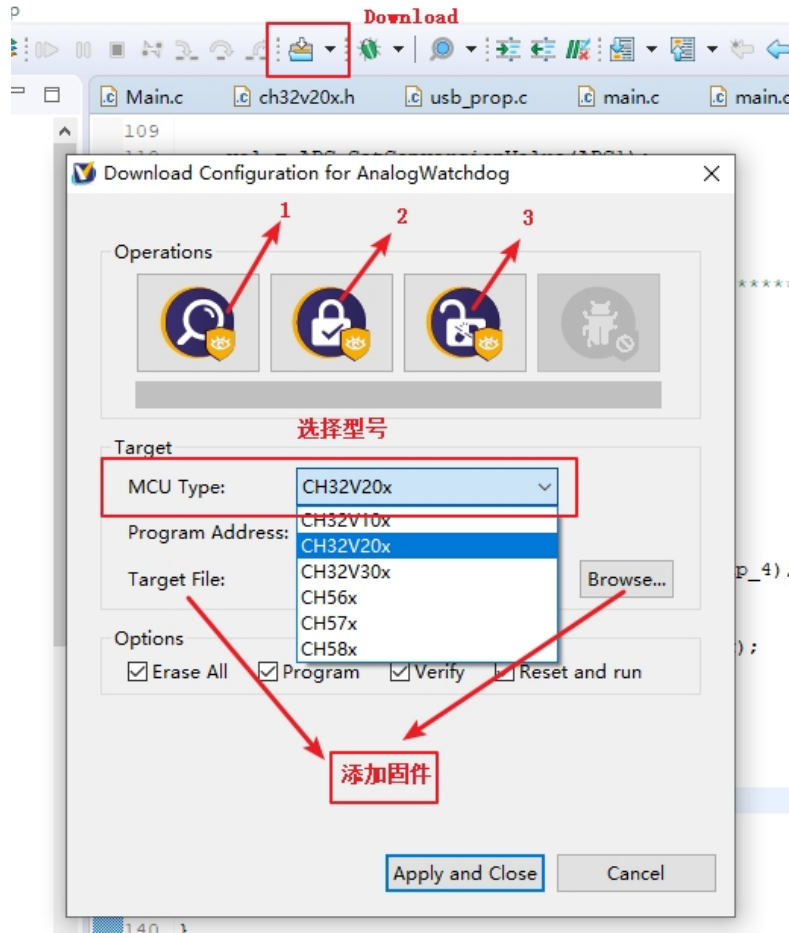 p
Download
Main.c ch32v20x.h usb_prop.c main.c main.c
109
Download Configuration for AnalogWatchdog
1 2 3
Operations
****
选择型号
Target
MCU Type: CH32V20x
CH32V10x
Program Address:
CH32V20x
p_4)
Target File:
CH32V30x
Browse...
CH56x
CH57x
Options
CH58x
);
Erase All Program Verify Reset and run
添加固件
Apply and Close Cancel
140 }